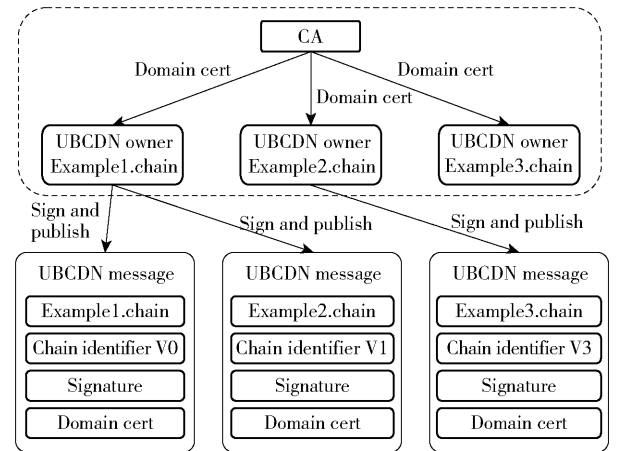 CA
Domain cert
Domain cert
Domain cert
UBCDN owner
Example1.chain
UBCDN owner
Example2.chain
UBCDN owner
Example3.chain
Sign and
publish
Sign and publish
Sign and publish
UBCDN message
Example1.chain
Chain identifier V0
Signature
Domain cert
UBCDN message
Example2.chain
Chain identifier V1
Signature
Domain cert
UBCDN message
Example3.chain
Chain identifier V3
Signature
Domain cert